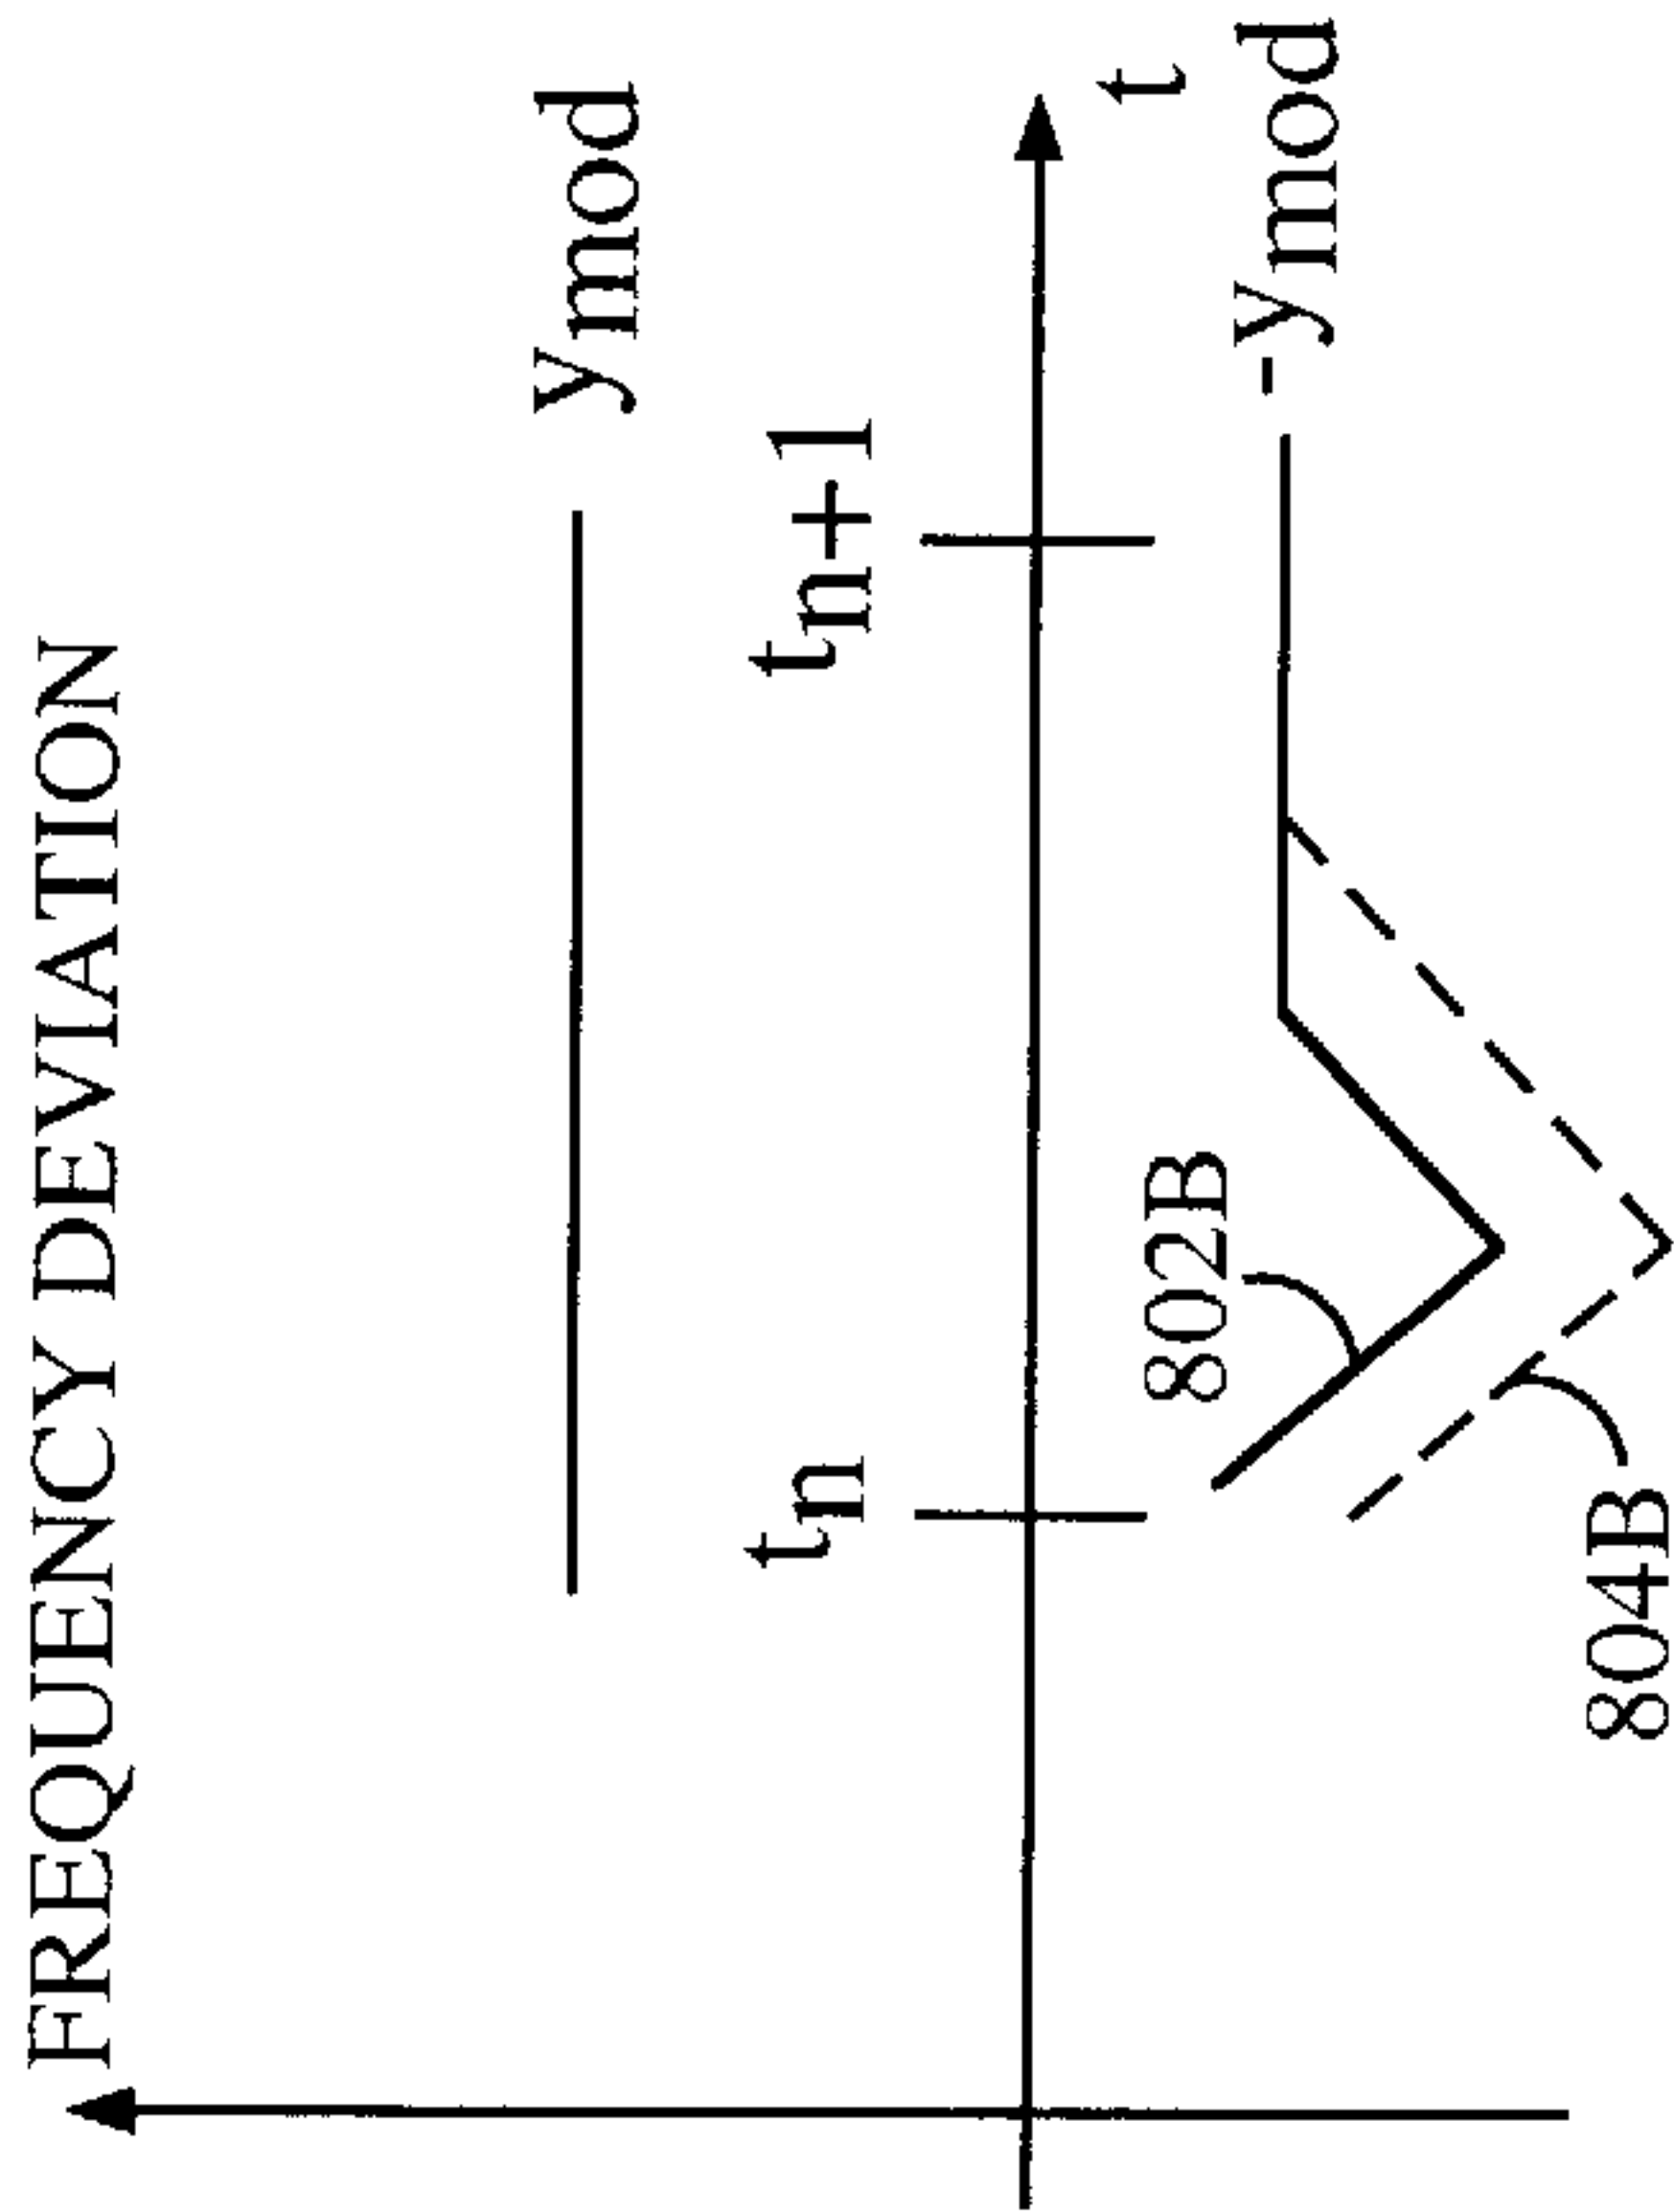 FREQUENCY DEVIATION
ymod
tn
tn+1
t
-ymod
802B
804B